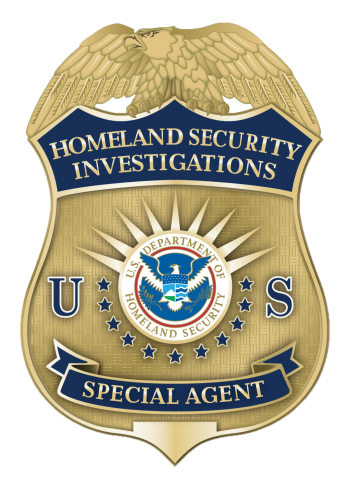 HOMELAND SECURITY
INVESTIGATIONS
U.S. DEPARTMENT OF
HOMELAND SECURITY
U S
SPECIAL AGENT